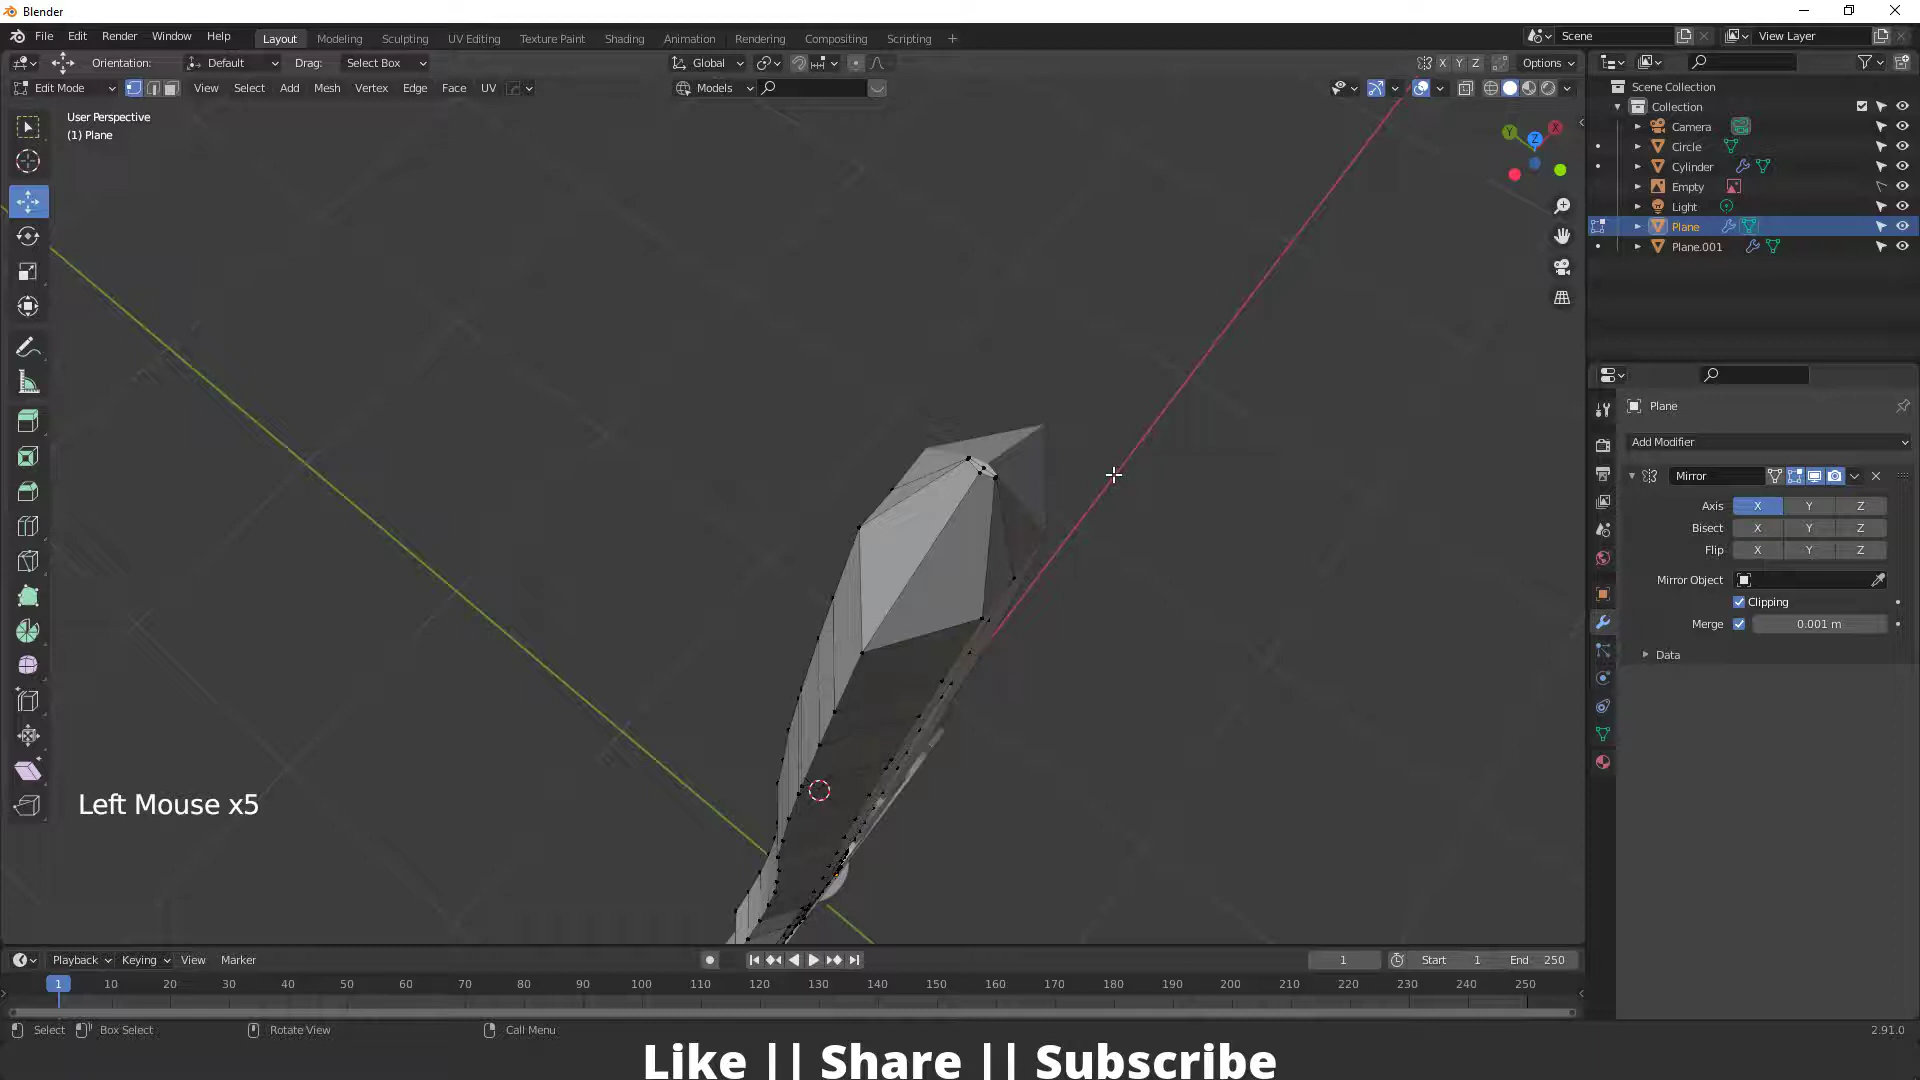 Blender
File Edit Render Window Help Layout Modeling Sculpting UV Editing Texture Paint Shading Animation Rendering Compositing Scripting + Scene View Layer
Orientation: Default Drag: Select Box Global X Y Z Options
Edit Mode View Select Add Mesh Vertex Edge Face UV Models
User Perspective
(1) Plane
Y Z X
Scene Collection
Collection
Camera
Circle
Cylinder
Empty
Light
Plane
Plane.001
Plane
Add Modifier
Mirror
Axis X Y Z
Bisect X Y Z
Flip X Y Z
Mirror Object
Clipping
Merge 0.001 m
Data
Left Mouse x5
Playback Keying View Marker 1 Start 1 End 250
1 10 20 30 40 50 60 70 80 90 100 110 120 130 140 150 160 170 180 190 200 210 220 230 240 250
Select Box Select Rotate View Call Menu 2.91.0
Like || Share || Subscribe